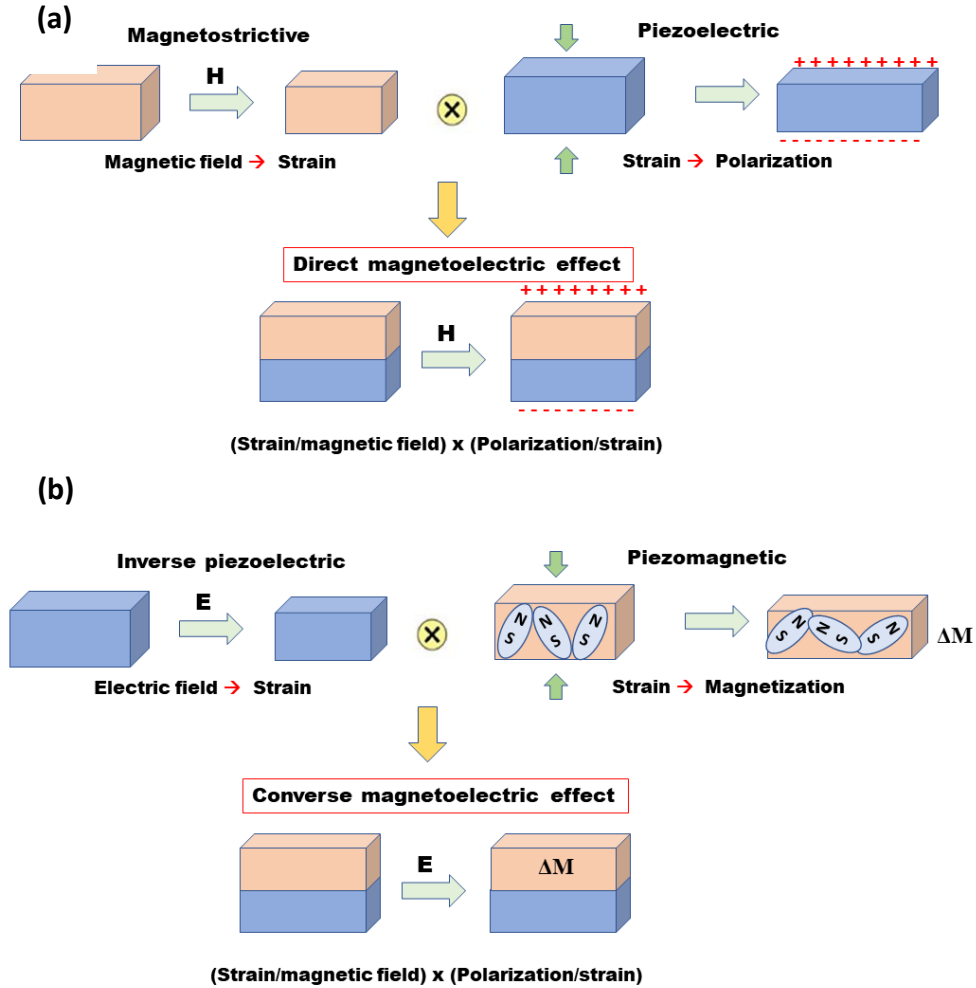 (a)
Magnetostrictive
Piezoelectric
H
+ + + + + + + + +
X
- - - - - - - - -
Magnetic field → Strain
Strain → Polarization
Direct magnetoelectric effect
+ + + + + + + +
H
- - - - - - - - -
(Strain/magnetic field) x (Polarization/strain)
(b)
Inverse piezoelectric
Piezomagnetic
E
X
N S N S N S
N S N S N S
ΔM
Electric field → Strain
Strain → Magnetization
Converse magnetoelectric effect
E
ΔM
(Strain/magnetic field) x (Polarization/strain)